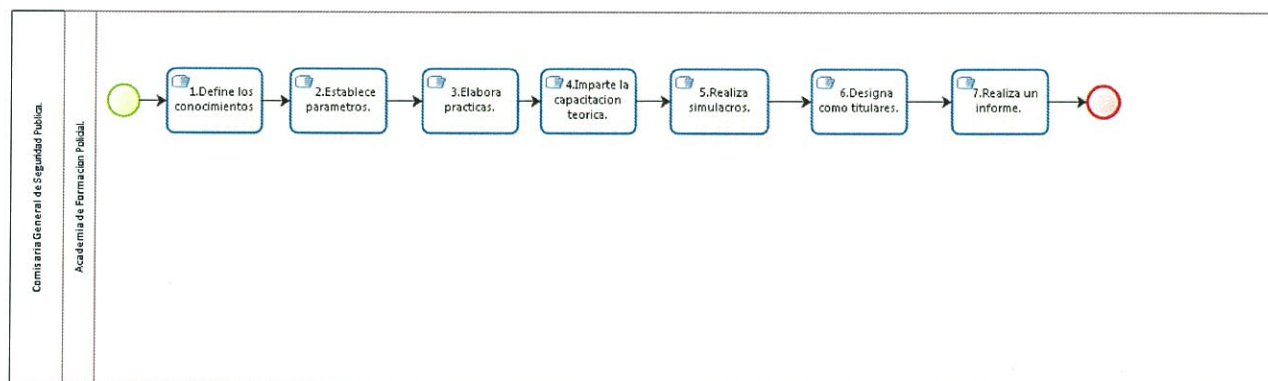 Comisaria General de Seguridad Publica.
Academia de Formacion Policial.
1.Define los
conocimientos
2.Establece
parametros.
3.Elabora
practicas.
4.Imparte la
capacitacion
teorica.
5.Realiza
simulacros.
6.Designa
como titulares.
7.Realiza un
informe.